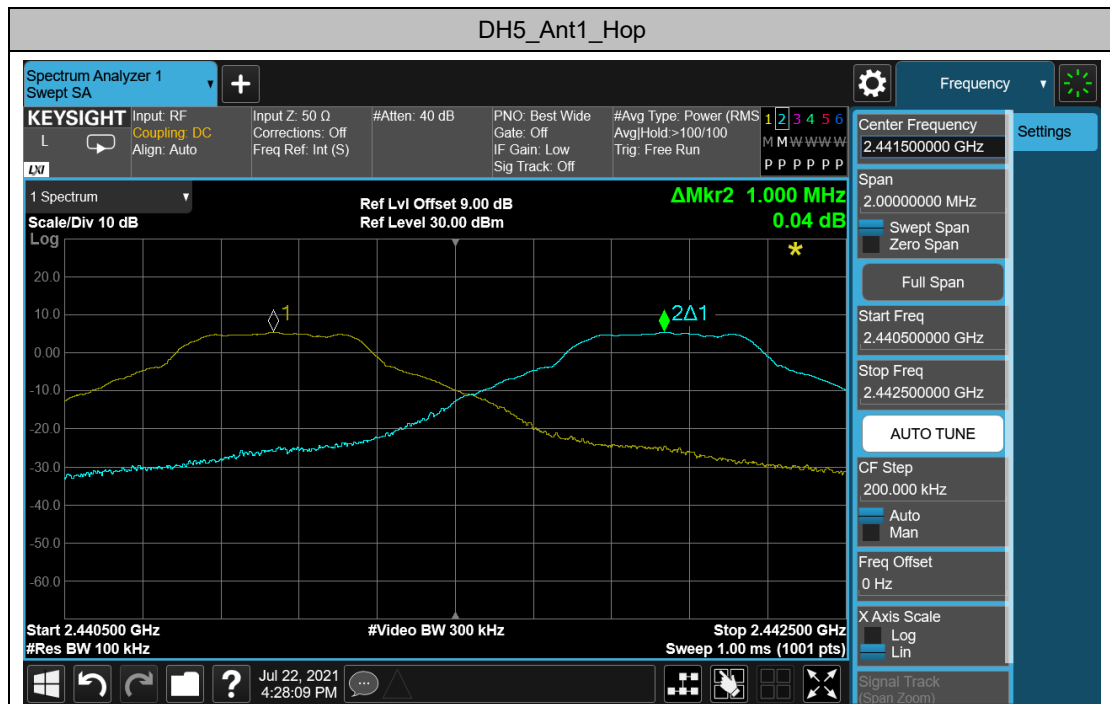 DH5_Ant1_Hop
Spectrum Analyzer 1
Swept SA
Frequency
KEYSIGHT
L
LXI
Input: RF
Coupling: DC
Align: Auto
Input Z: 50 Ω
Corrections: Off
Freq Ref: Int (S)
#Atten: 40 dB
PNO: Best Wide
Gate: Off
IF Gain: Low
Sig Track: Off
#Avg Type: Power (RMS
Avg|Hold:>100/100
Trig: Free Run
1 2 3 4 5 6
M M W W W W
P P P P P P
1 Spectrum
Scale/Div 10 dB
Log
Ref Lvl Offset 9.00 dB
Ref Level 30.00 dBm
ΔMkr2 1.000 MHz
0.04 dB
*
20.0
10.0
0.00
-10.0
-20.0
-30.0
-40.0
-50.0
-60.0
1
2Δ1
Start 2.440500 GHz
#Res BW 100 kHz
#Video BW 300 kHz
Stop 2.442500 GHz
Sweep 1.00 ms (1001 pts)
Center Frequency
2.441500000 GHz
Settings
Span
2.00000000 MHz
Swept Span
Zero Span
Full Span
Start Freq
2.440500000 GHz
Stop Freq
2.442500000 GHz
AUTO TUNE
CF Step
200.000 kHz
Auto
Man
Freq Offset
0 Hz
X Axis Scale
Log
Lin
Signal Track
(Span Zoom)
?
Jul 22, 2021
4:28:09 PM